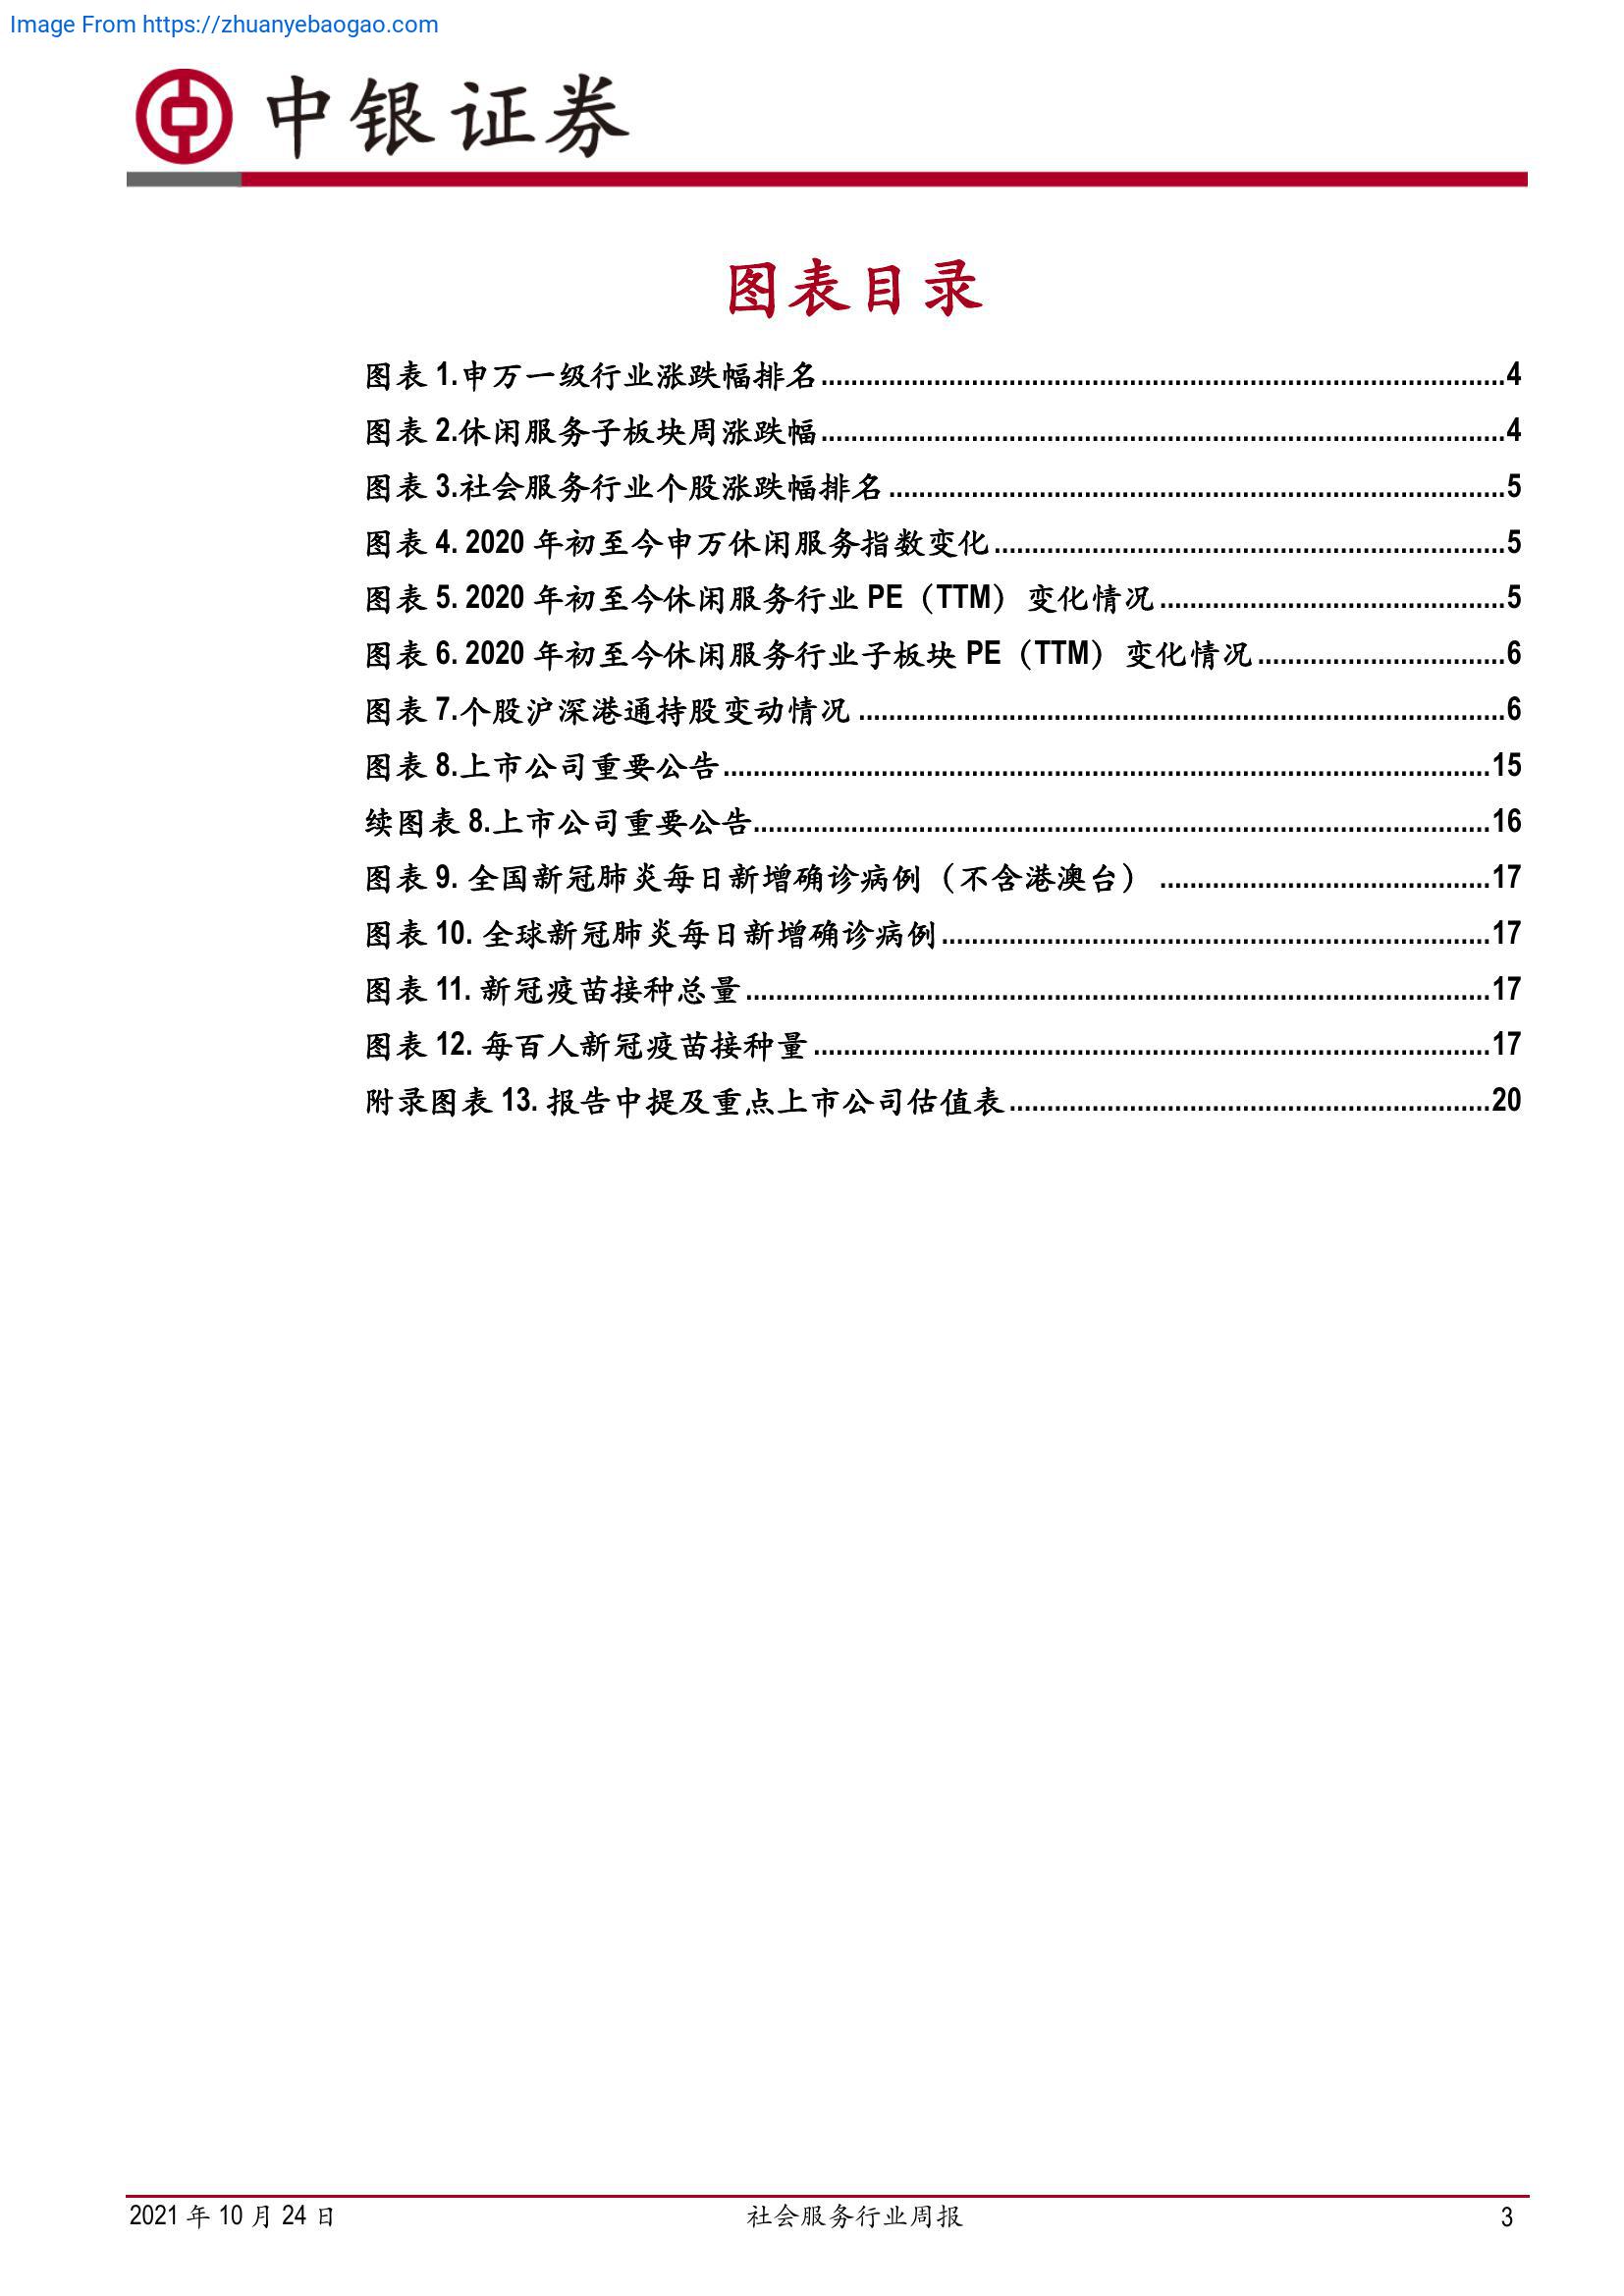 Image From https://zhuanyebaogao.com
中银证券
图表目录
图表 1.申万一级行业涨跌幅排名......4
图表 2.休闲服务子板块周涨跌幅......4
图表 3.社会服务行业个股涨跌幅排名......5
图表 4. 2020 年初至今申万休闲服务指数变化......5
图表 5. 2020 年初至今休闲服务行业 PE（TTM）变化情况......5
图表 6. 2020 年初至今休闲服务行业子板块 PE（TTM）变化情况......6
图表 7.个股沪深港通持股变动情况......6
图表 8.上市公司重要公告......15
续图表 8.上市公司重要公告......16
图表 9. 全国新冠肺炎每日新增确诊病例（不含港澳台）......17
图表 10. 全球新冠肺炎每日新增确诊病例......17
图表 11. 新冠疫苗接种总量......17
图表 12. 每百人新冠疫苗接种量......17
附录图表 13. 报告中提及重点上市公司估值表......20
2021 年 10 月 24 日 社会服务行业周报 3